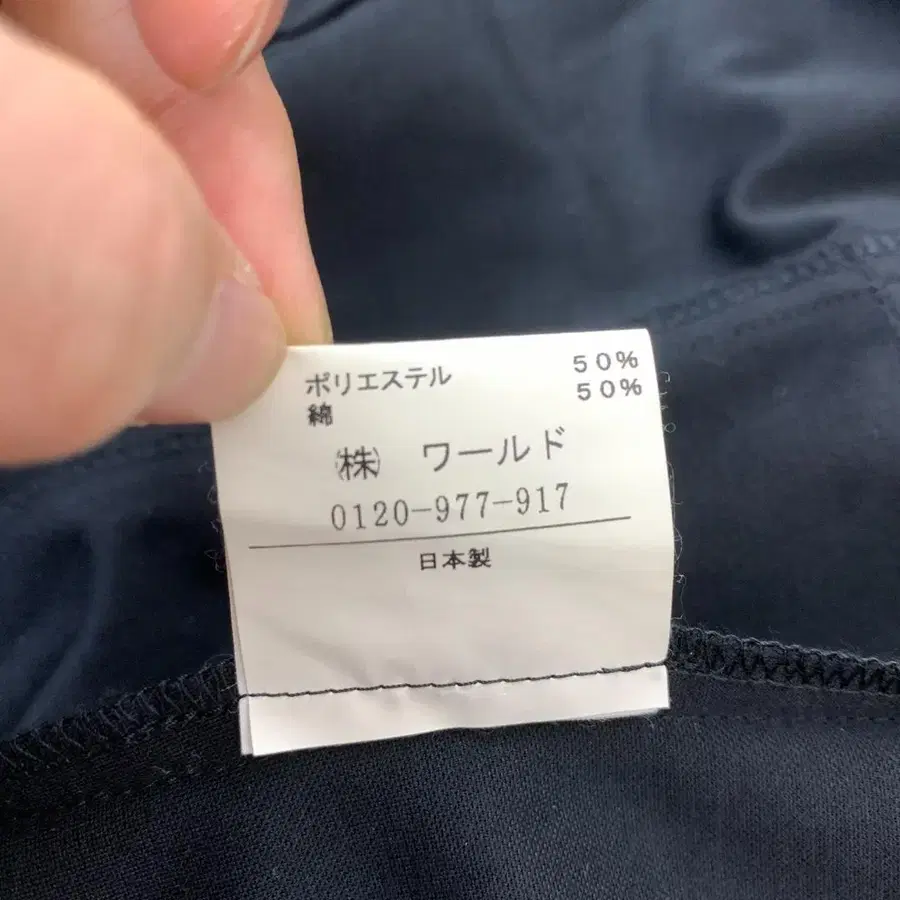 ポリエステル 50%
綿 50%
㈱ ワールド
0120-977-917
日本製